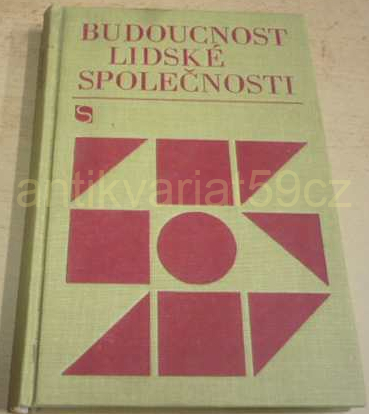 BUDOUCNOST
LIDSKÉ
SPOLEČNOSTI
S
antikvariat59cz